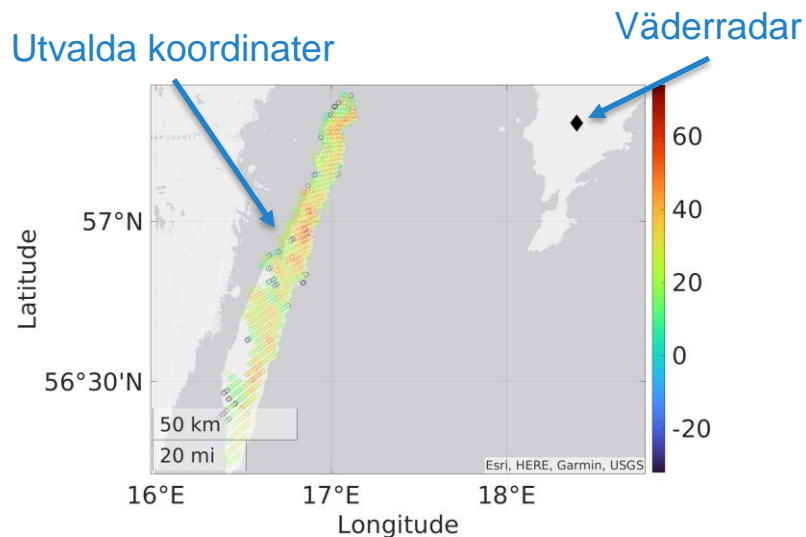 Väderradar
Utvalda koordinater
60
40
20
0
-20
57°N
56°30'N
Latitude
50 km
20 mi
Esri, HERE, Garmin, USGS
16°E
17°E
18°E
Longitude